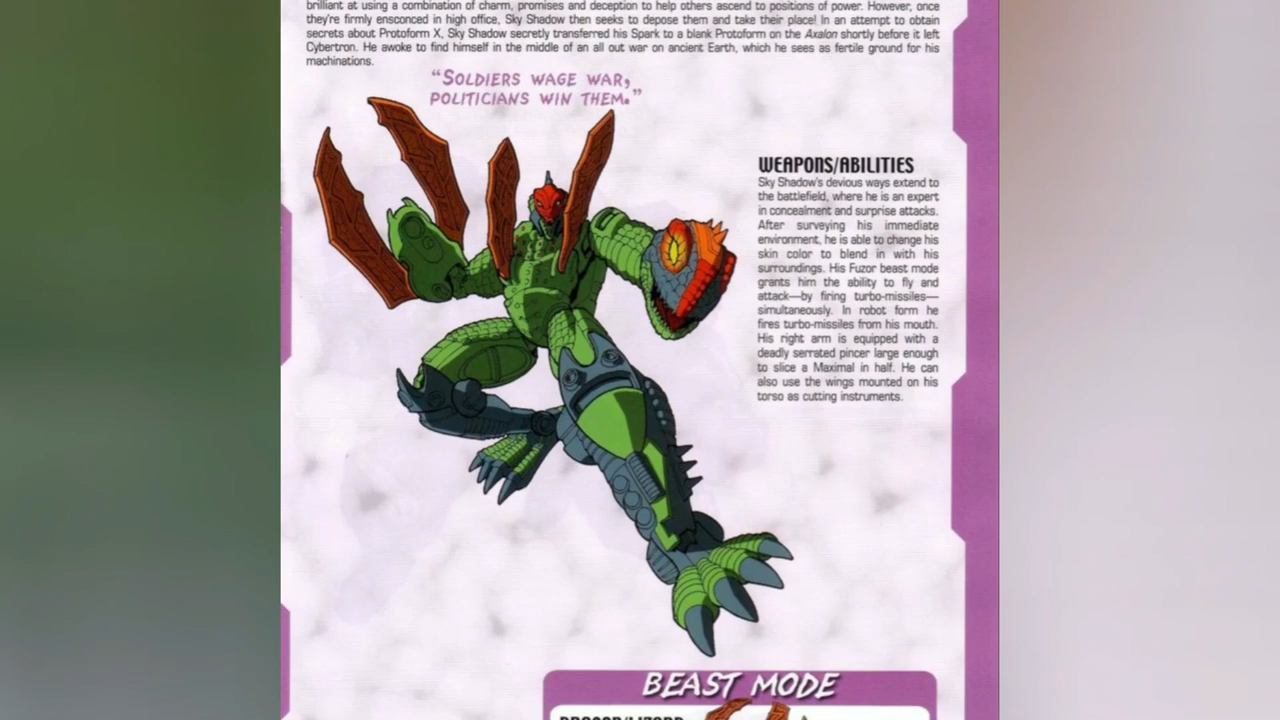 brilliant at using a combination of charm, promises and deception to help others ascend to positions of power. However, once
they're firmly ensconced in high office, Sky Shadow then seeks to depose them and take their place! In an attempt to obtain
secrets about Protoform X, Sky Shadow secretly transferred his Spark to a blank Protoform on the Axalon shortly before it left
Cybertron. He awoke to find himself in the middle of an all out war on ancient Earth, which he sees as fertile ground for his
machinations.
"SOLDIERS WAGE WAR,
POLITICIANS WIN THEM."
WEAPONS/ABILITIES
Sky Shadow's devious ways extend to
the battlefield, where he is an expert
in concealment and surprise attacks.
After surveying his immediate
environment, he is able to change his
skin color to blend in with his
surroundings. His Fuzor beast mode
grants him the ability to fly and
attack—by firing turbo-missiles—
simultaneously. In robot form he
fires turbo-missiles from his mouth.
His right arm is equipped with a
deadly serrated pincer large enough
to slice a Maximal in half. He can
also use the wings mounted on his
torso as cutting instruments.
BEAST MODE